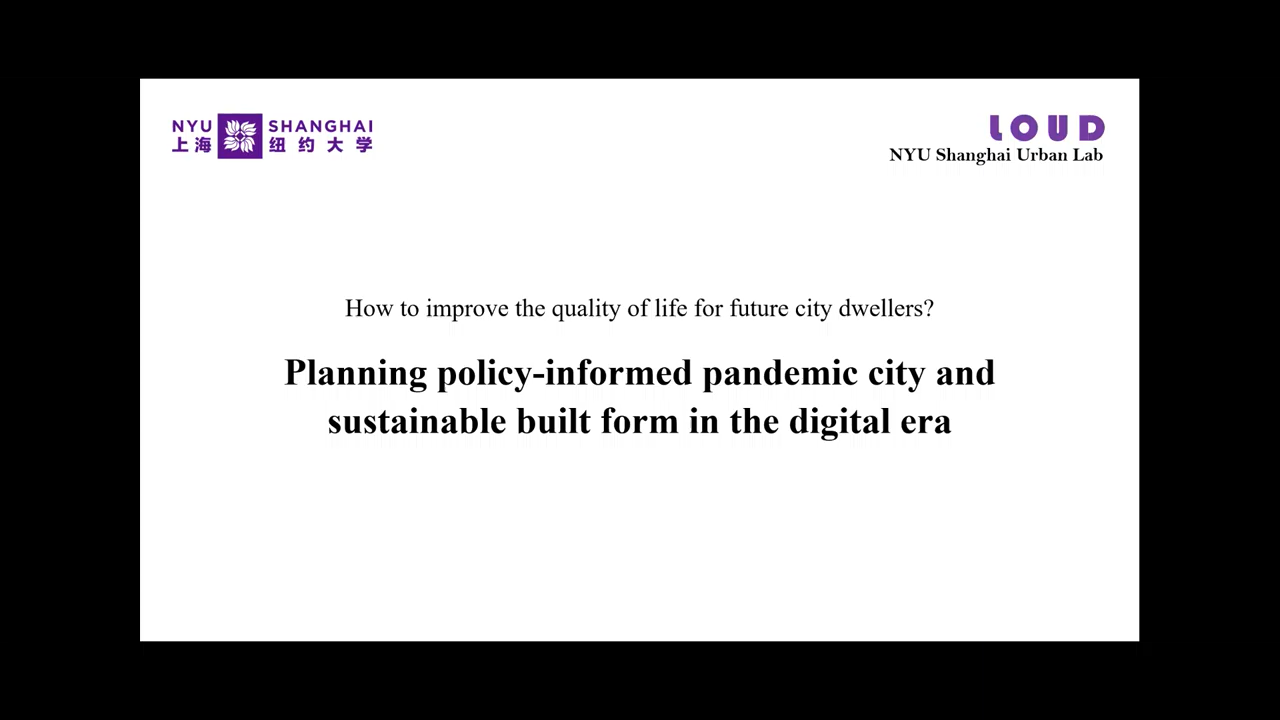 NYU SHANGHAI
上海 纽约大学
LOUD
NYU Shanghai Urban Lab
How to improve the quality of life for future city dwellers?
Planning policy-informed pandemic city and
sustainable built form in the digital era